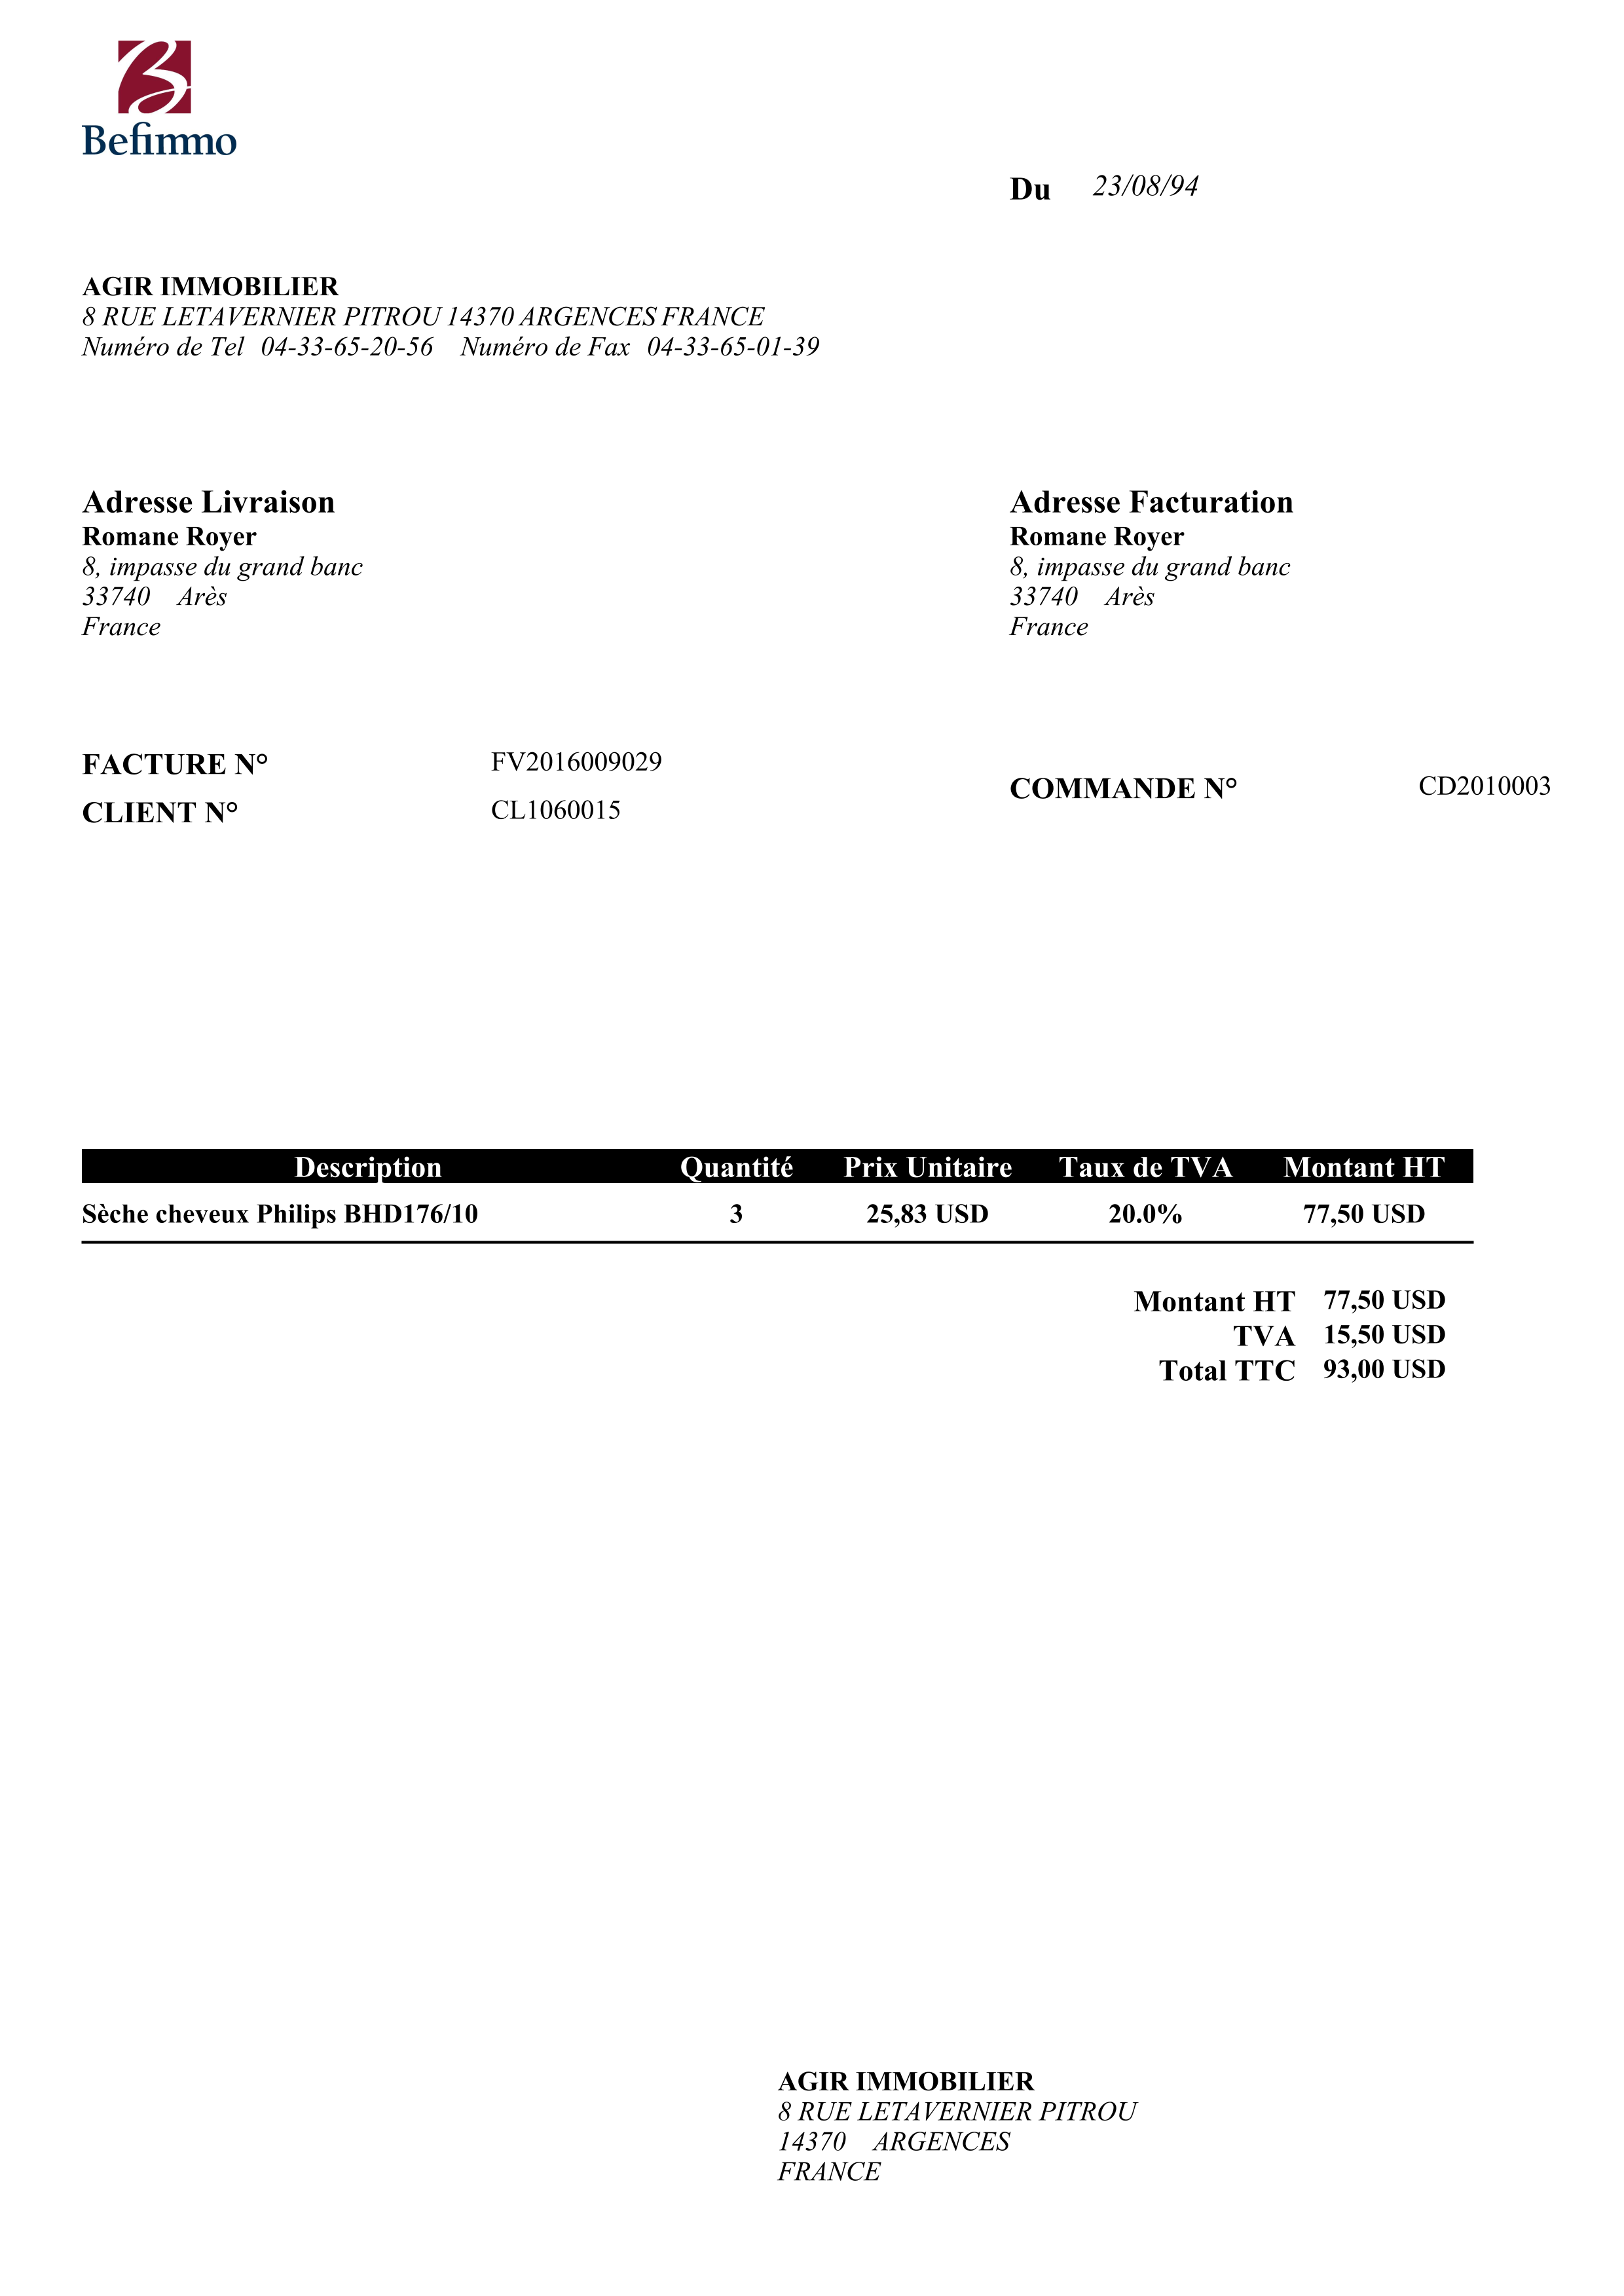 Befimmo
Du 23/08/94
AGIR IMMOBILIER
8 RUE LETAVERNIER PITROU 14370 ARGENCES FRANCE
Numéro de Tel 04-33-65-20-56 Numéro de Fax 04-33-65-01-39
Adresse Livraison
Romane Royer
8, impasse du grand banc
33740 Arès
France
Adresse Facturation
Romane Royer
8, impasse du grand banc
33740 Arès
France
FACTURE N° FV2016009029
CLIENT N° CL1060015
COMMANDE N° CD2010003
Description Quantité Prix Unitaire Taux de TVA Montant HT
Sèche cheveux Philips BHD176/10 3 25,83 USD 20.0% 77,50 USD
Montant HT 77,50 USD
TVA 15,50 USD
Total TTC 93,00 USD
AGIR IMMOBILIER
8 RUE LETAVERNIER PITROU
14370 ARGENCES
FRANCE